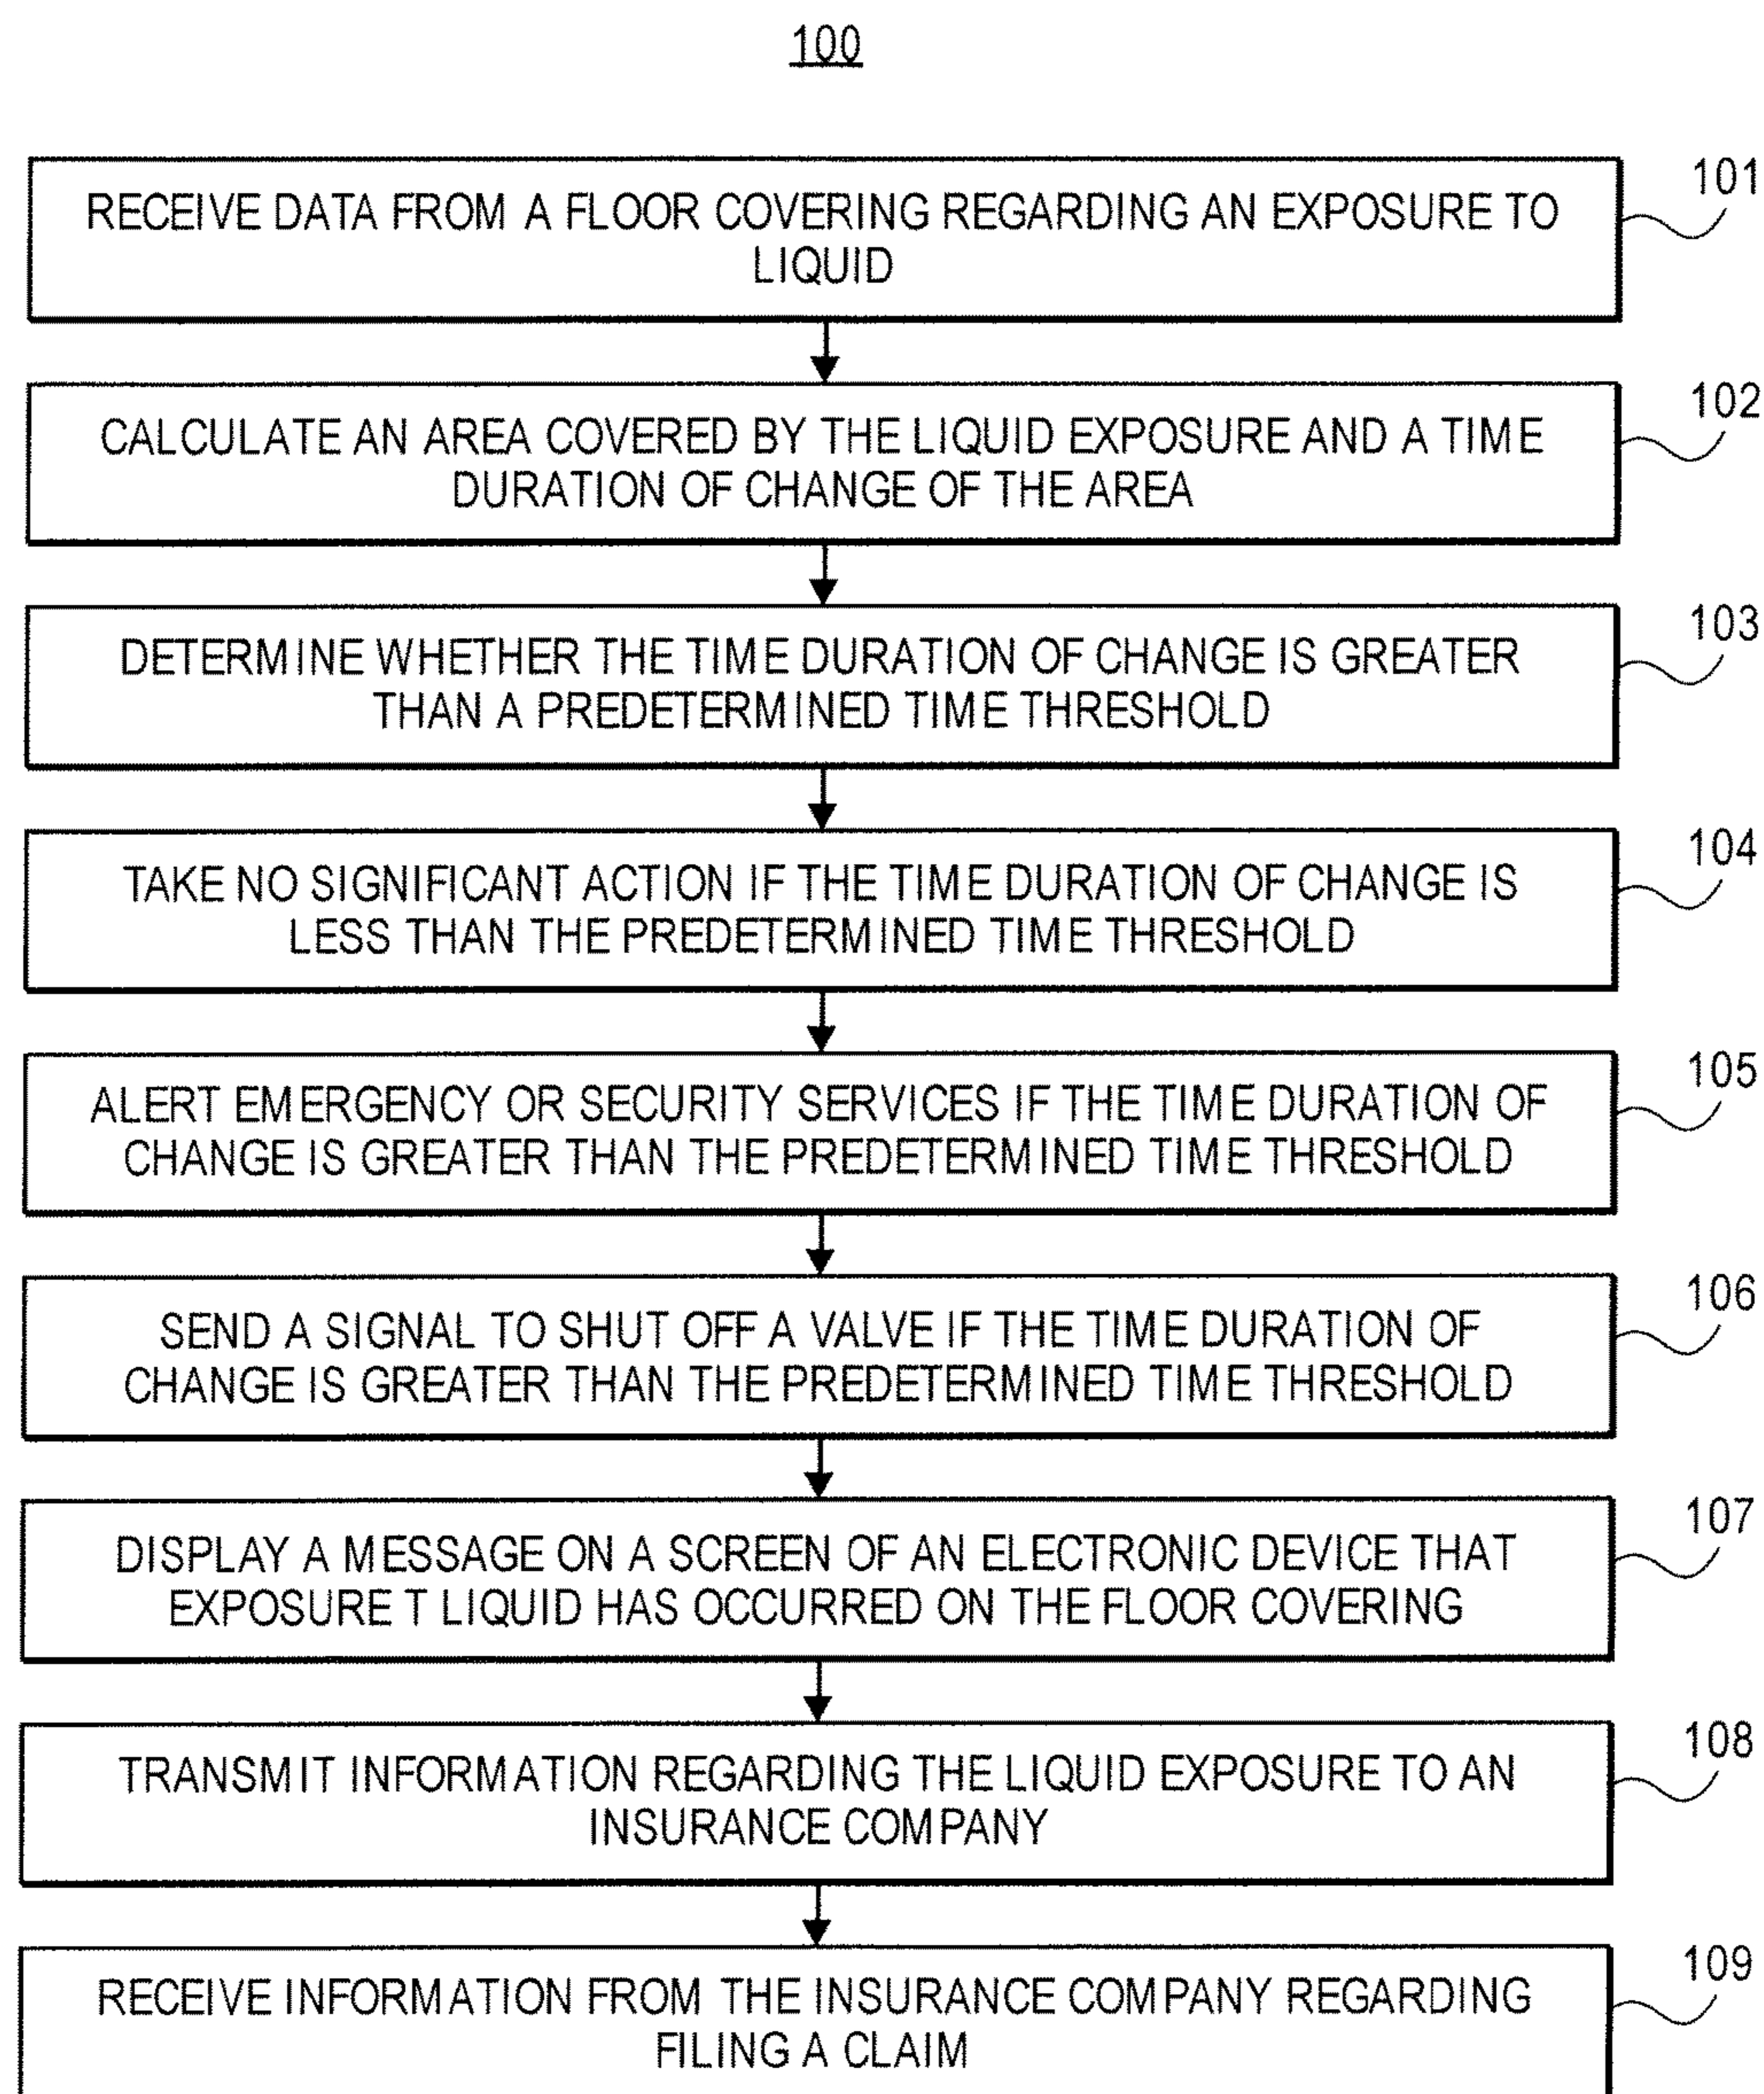 100
RECEIVE DATA FROM A FLOOR COVERING REGARDING AN EXPOSURE TO
LIQUID
101
CALCULATE AN AREA COVERED BY THE LIQUID EXPOSURE AND A TIME
DURATION OF CHANGE OF THE AREA
102
DETERMINE WHETHER THE TIME DURATION OF CHANGE IS GREATER
THAN A PREDETERMINED TIME THRESHOLD
103
TAKE NO SIGNIFICANT ACTION IF THE TIME DURATION OF CHANGE IS
LESS THAN THE PREDETERMINED TIME THRESHOLD
104
ALERT EMERGENCY OR SECURITY SERVICES IF THE TIME DURATION OF
CHANGE IS GREATER THAN THE PREDETERMINED TIME THRESHOLD
105
SEND A SIGNAL TO SHUT OFF A VALVE IF THE TIME DURATION OF
CHANGE IS GREATER THAN THE PREDETERMINED TIME THRESHOLD
106
DISPLAY A MESSAGE ON A SCREEN OF AN ELECTRONIC DEVICE THAT
EXPOSURE T LIQUID HAS OCCURRED ON THE FLOOR COVERING
107
TRANSMIT INFORMATION REGARDING THE LIQUID EXPOSURE TO AN
INSURANCE COMPANY
108
RECEIVE INFORMATION FROM THE INSURANCE COMPANY REGARDING
FILING A CLAIM
109